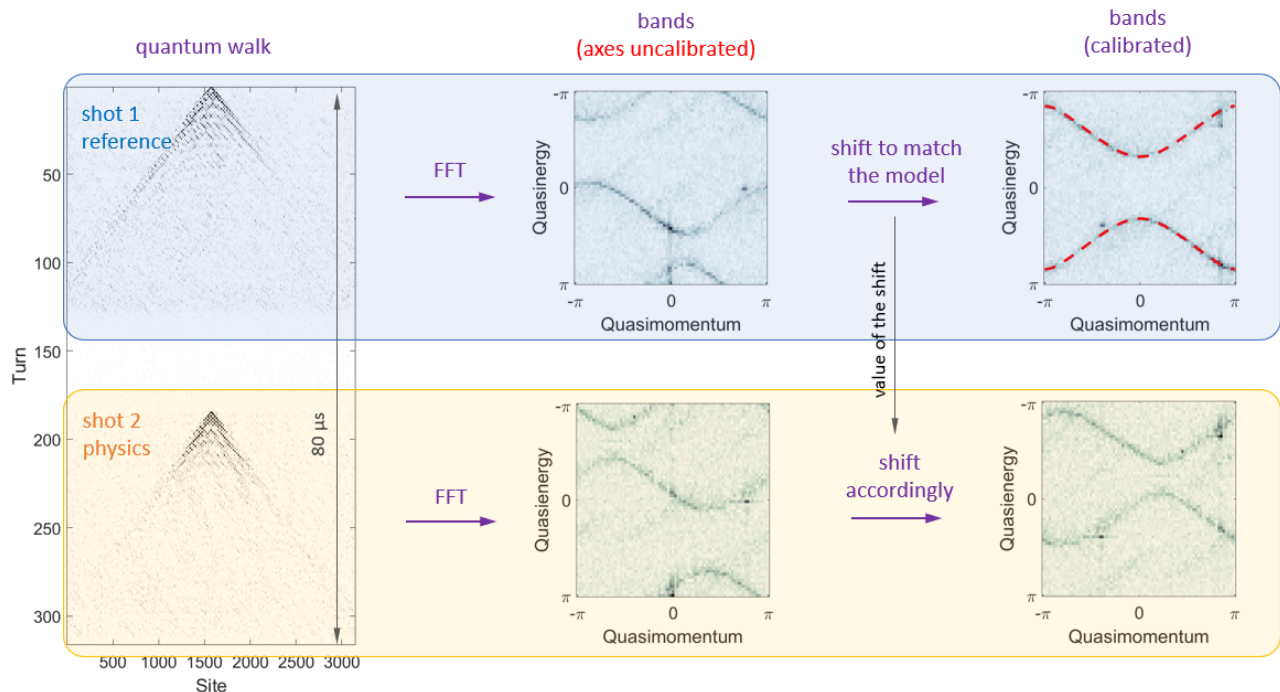 quantum walk
bands
(axes uncalibrated)
bands
(calibrated)
shot 1
reference
50
100
150
200
250
300
Turn
80 µs
FFT
-π
0
π
Quasinergy
-π
0
π
Quasimomentum
shift to match
the model
value of the shift
-π
0
π
Quasinergy
-π
0
π
Quasimomentum
shot 2
physics
500
1000
1500
2000
2500
3000
Site
FFT
-π
0
π
Quasienergy
-π
0
π
Quasimomentum
shift
accordingly
-π
0
π
Quasienergy
-π
0
π
Quasimomentum